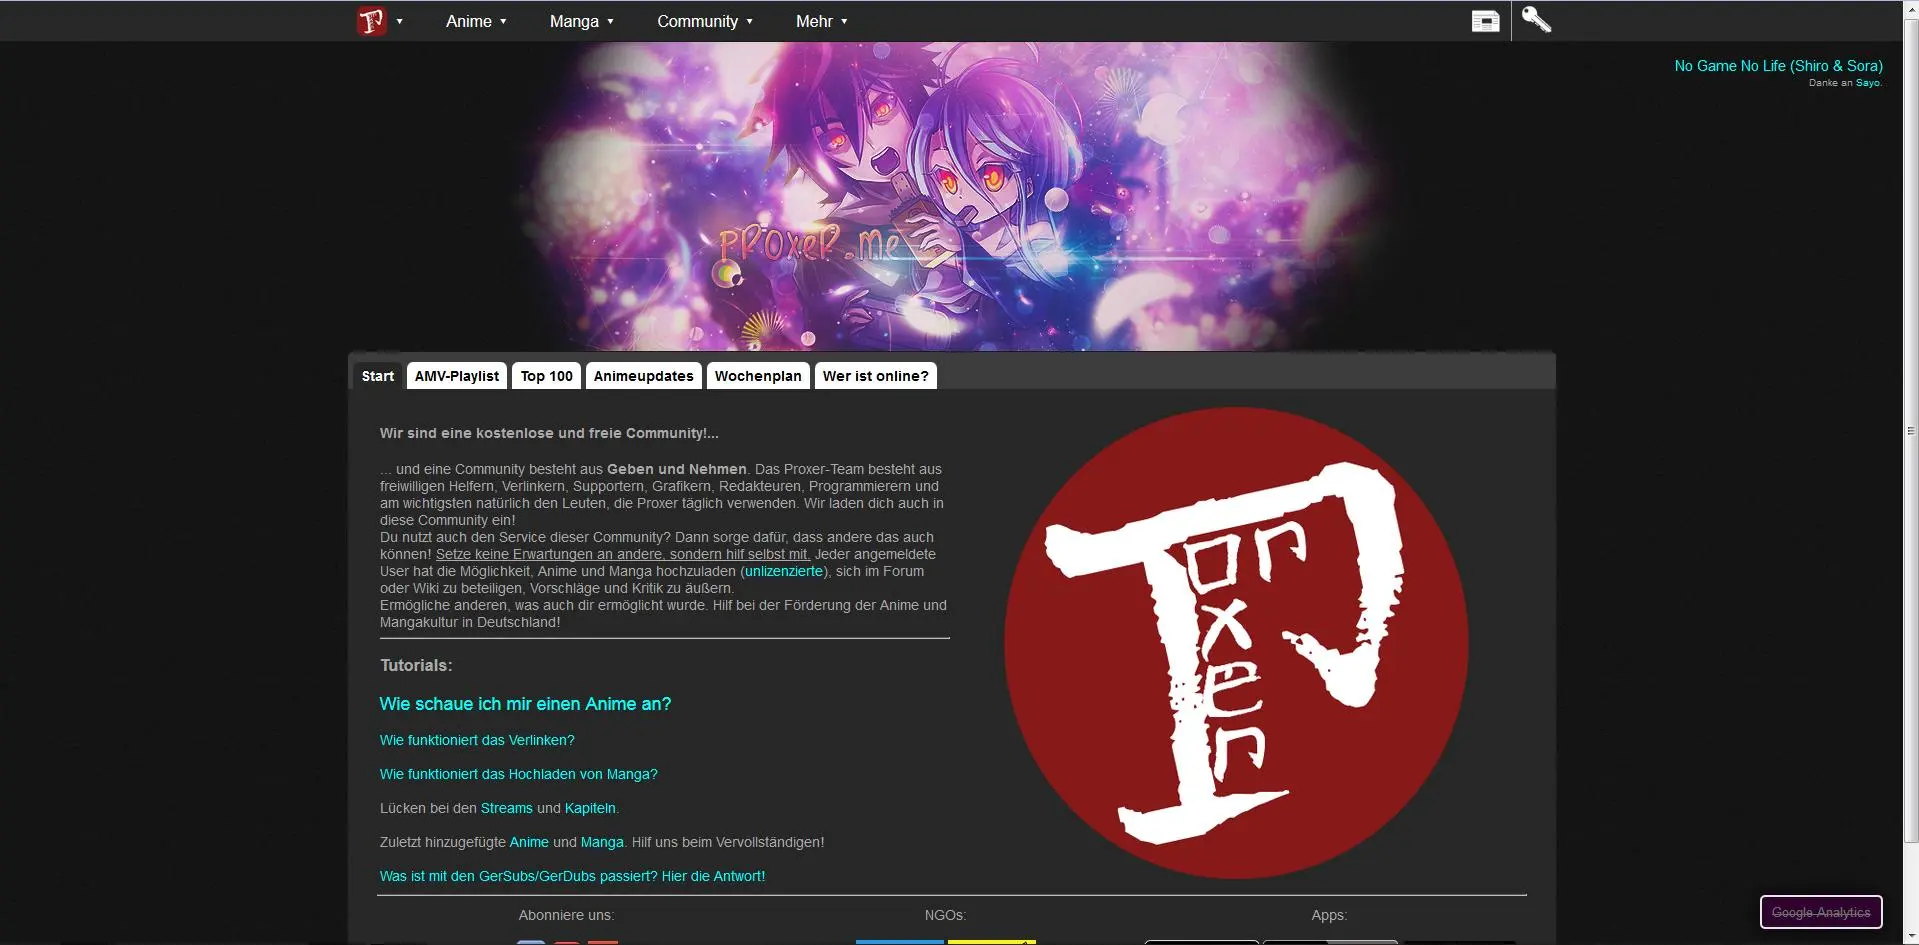 Anime
Manga
Community
Mehr
No Game No Life (Shiro & Sora)
Danke an Sayo.
PROXER.ME
Start
AMV-Playlist
Top 100
Animeupdates
Wochenplan
Wer ist online?
Wir sind eine kostenlose und freie Community!...
... und eine Community besteht aus Geben und Nehmen. Das Proxer-Team besteht aus
freiwilligen Helfern, Verlinkern, Supportern, Grafikern, Redakteuren, Programmierern und
am wichtigsten natürlich den Leuten, die Proxer täglich verwenden. Wir laden dich auch in
diese Community ein!
Du nutzt auch den Service dieser Community? Dann sorge dafür, dass andere das auch
können! Setze keine Erwartungen an andere, sondern hilf selbst mit. Jeder angemeldete
User hat die Möglichkeit, Anime und Manga hochzuladen (unlizenzierte), sich im Forum
oder Wiki zu beteiligen, Vorschläge und Kritik zu äußern.
Ermögliche anderen, was auch dir ermöglicht wurde. Hilf bei der Förderung der Anime und
Mangakultur in Deutschland!
Tutorials:
Wie schaue ich mir einen Anime an?
Wie funktioniert das Verlinken?
Wie funktioniert das Hochladen von Manga?
Lücken bei den Streams und Kapiteln.
Zuletzt hinzugefügte Anime und Manga. Hilf uns beim Vervollständigen!
Was ist mit den GerSubs/GerDubs passiert? Hier die Antwort!
Abonniere uns:
NGOs:
Apps:
Google Analytics